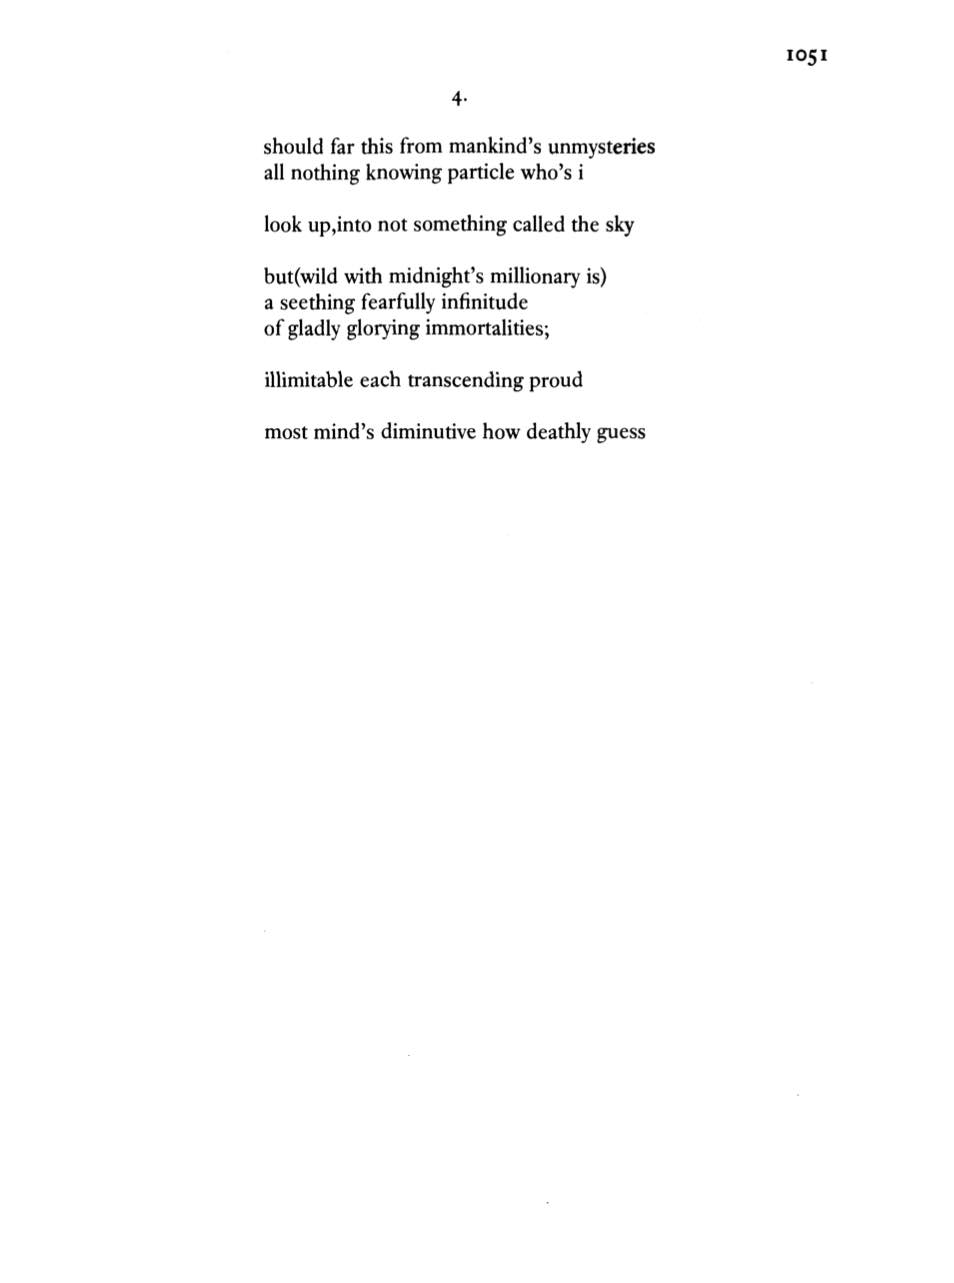 1051
4.
should far this from mankind's unmysteries
all nothing knowing particle who's i
look up,into not something called the sky
but(wild with midnight's millionary is)
a seething fearfully infinitude
of gladly glorying immortalities;
illimitable each transcending proud
most mind's diminutive how deathly guess